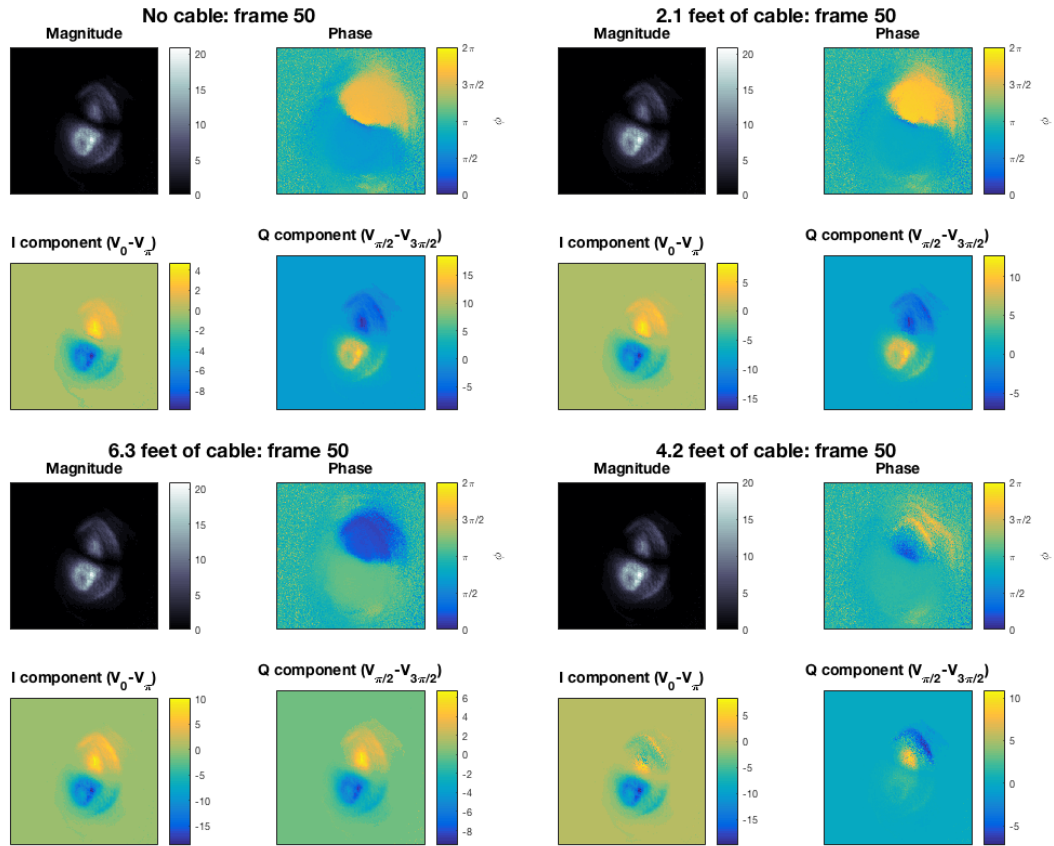 No cable: frame 50
Magnitude
20
15
10
5
0
Phase
2π
3π/2
π
π/2
0
ϕ
I component (V0-Vπ)
4
2
0
-2
-4
-6
-8
Q component (Vπ/2-V3π/2)
15
10
5
0
-5
2.1 feet of cable: frame 50
Magnitude
20
15
10
5
0
Phase
2π
3π/2
π
π/2
0
ϕ
I component (V0-Vπ)
5
0
-5
-10
-15
Q component (Vπ/2-V3π/2)
10
5
0
-5
6.3 feet of cable: frame 50
Magnitude
20
15
10
5
0
Phase
2π
3π/2
π
π/2
0
ϕ
I component (V0-Vπ)
10
5
0
-5
-10
-15
Q component (Vπ/2-V3π/2)
6
4
2
0
-2
-4
-6
-8
4.2 feet of cable: frame 50
Magnitude
20
15
10
5
0
Phase
2π
3π/2
π
π/2
0
ϕ
I component (V0-Vπ)
5
0
-5
-10
-15
Q component (Vπ/2-V3π/2)
10
5
0
-5